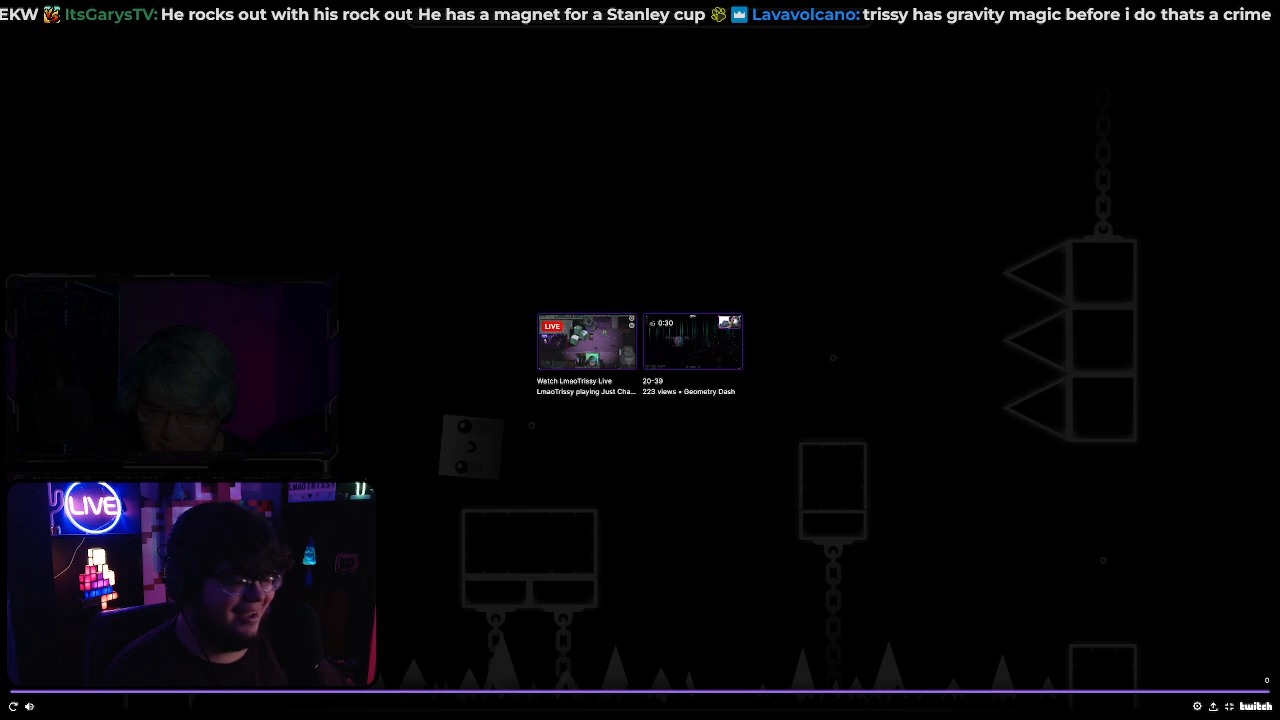 EKW ItsGarysTV: He rocks out with his rock out He has a magnet for a Stanley cup Lavavolcano: trissy has gravity magic before i do thats a crime
LIVE
0:30
Watch LmaoTrissy Live
LmaoTrissy playing Just Cha...
20-39
223 views • Geometry Dash
LIVE
LMAOTRISSY
0
twitch